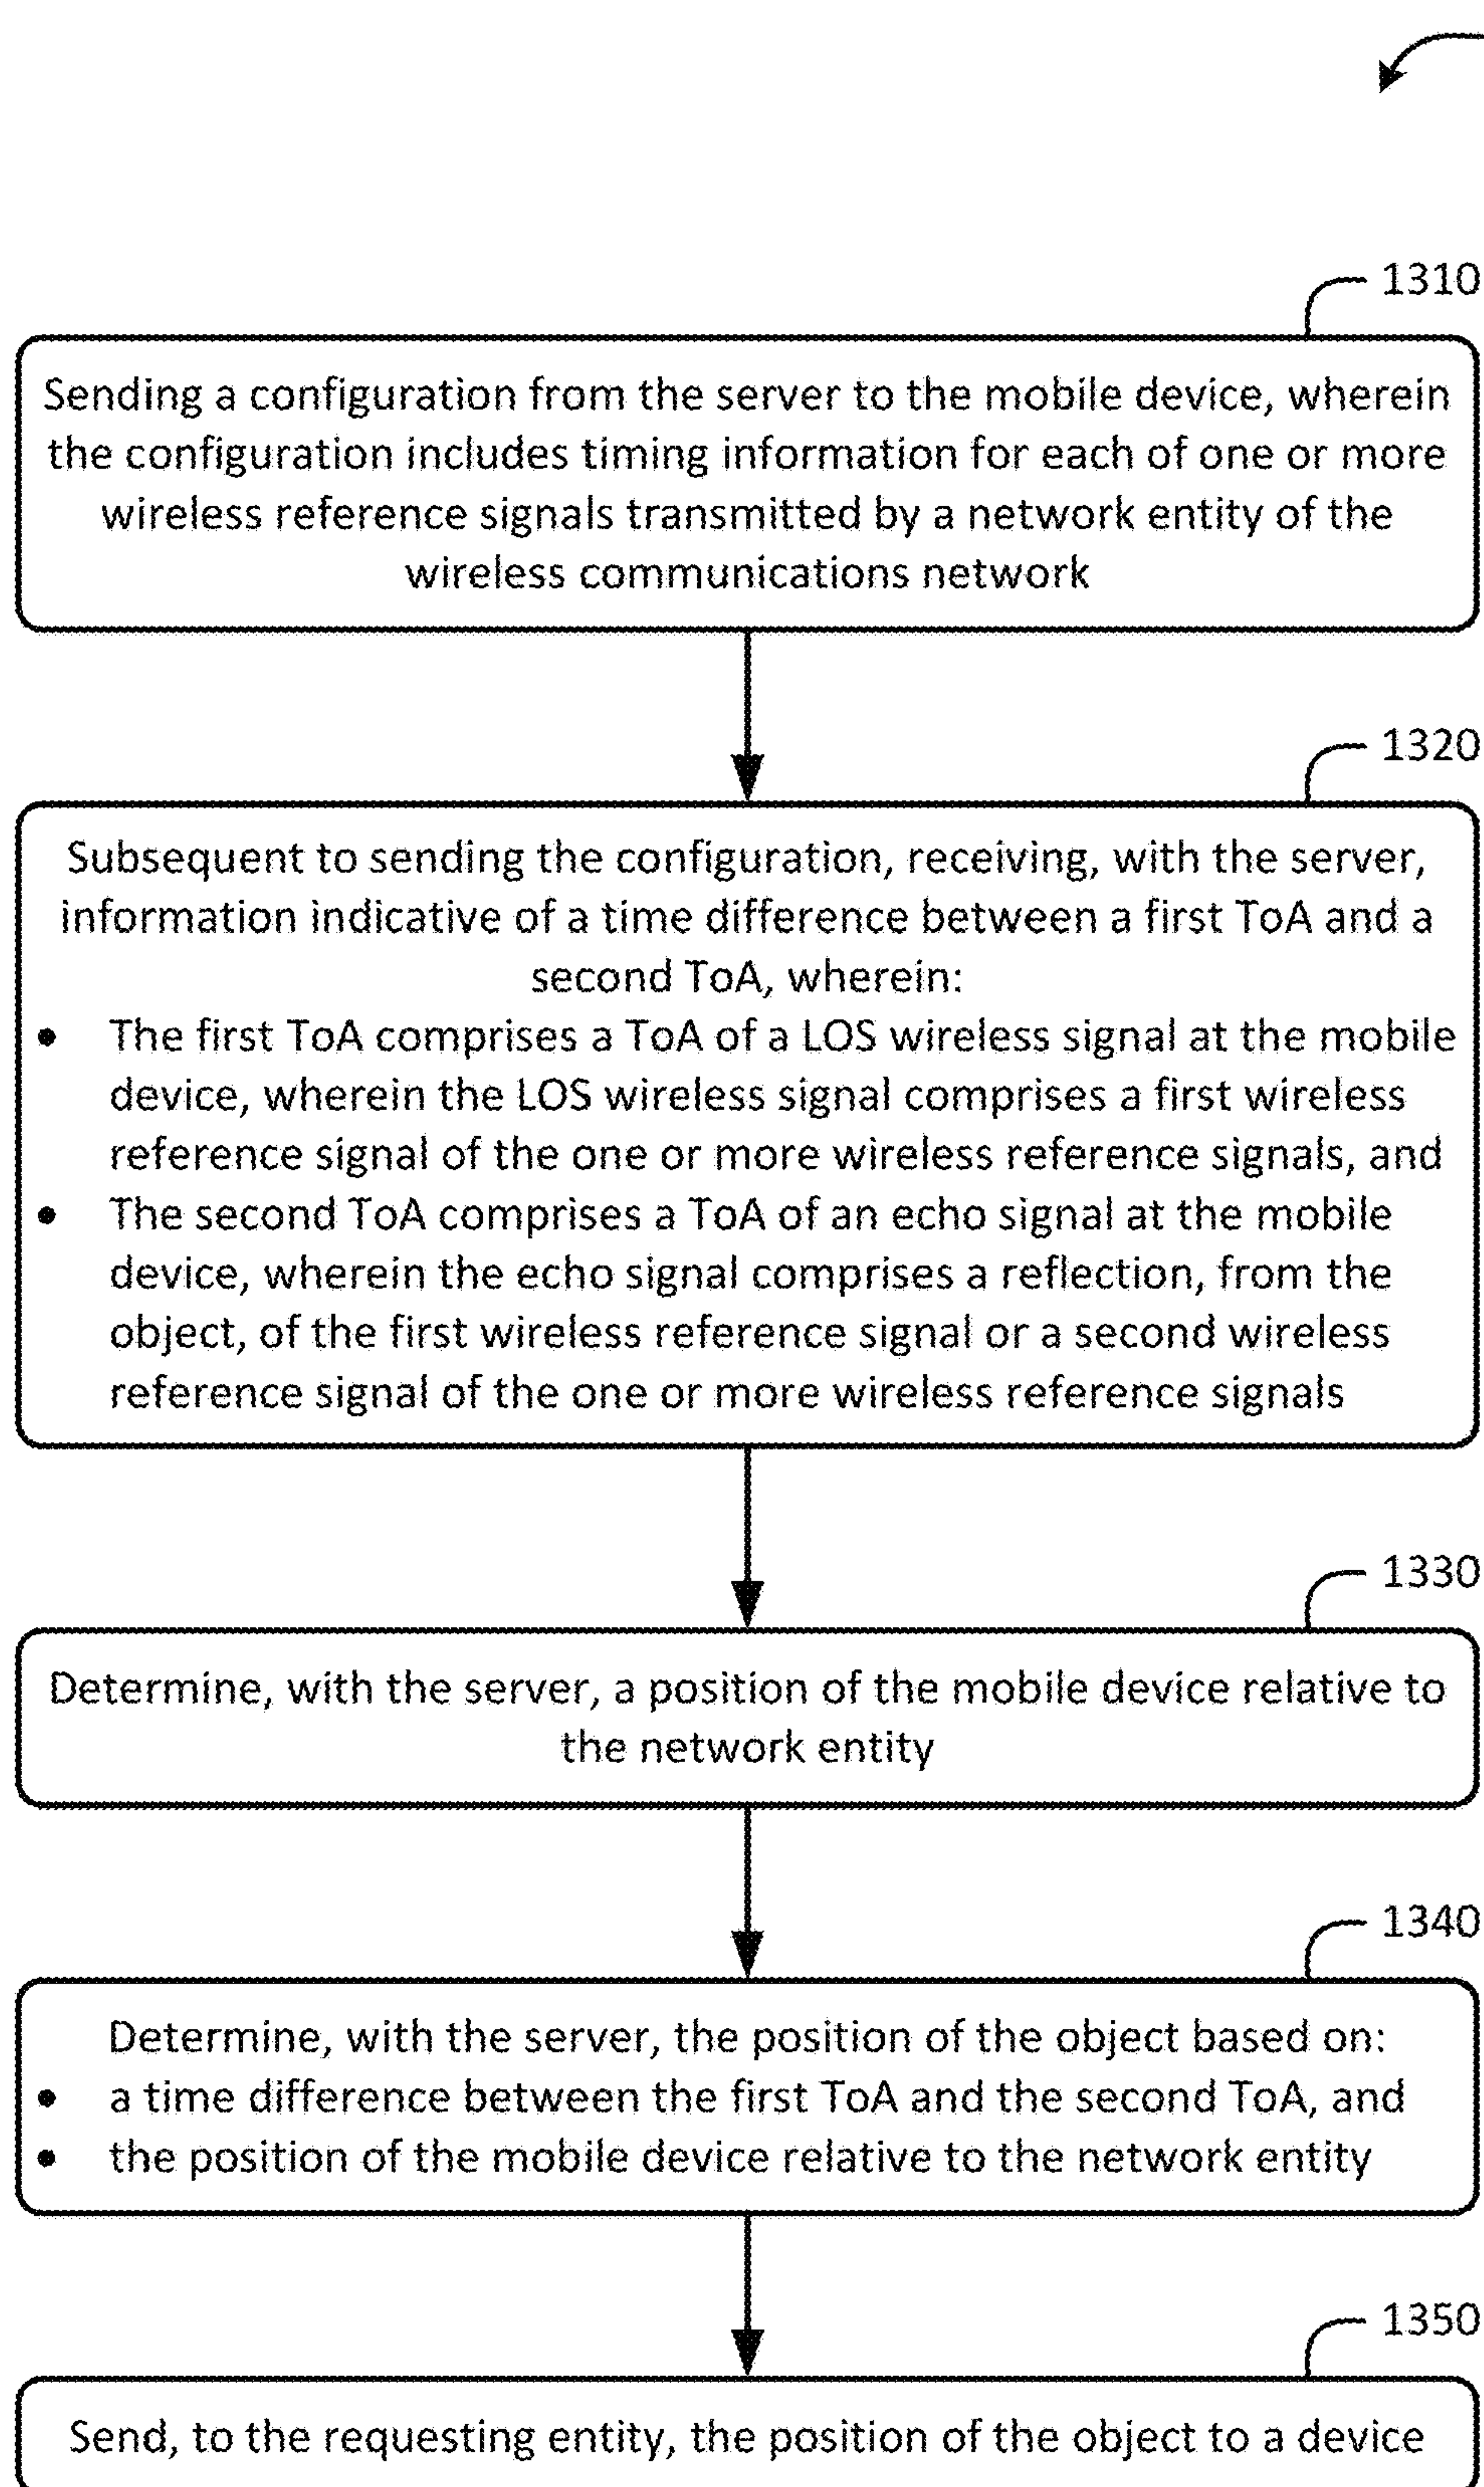 1310
Sending a configuration from the server to the mobile device, wherein
the configuration includes timing information for each of one or more
wireless reference signals transmitted by a network entity of the
wireless communications network
1320
Subsequent to sending the configuration, receiving, with the server,
information indicative of a time difference between a first ToA and a
second ToA, wherein:
• The first ToA comprises a ToA of a LOS wireless signal at the mobile
device, wherein the LOS wireless signal comprises a first wireless
reference signal of the one or more wireless reference signals, and
• The second ToA comprises a ToA of an echo signal at the mobile
device, wherein the echo signal comprises a reflection, from the
object, of the first wireless reference signal or a second wireless
reference signal of the one or more wireless reference signals
1330
Determine, with the server, a position of the mobile device relative to
the network entity
1340
Determine, with the server, the position of the object based on:
• a time difference between the first ToA and the second ToA, and
• the position of the mobile device relative to the network entity
1350
Send, to the requesting entity, the position of the object to a device